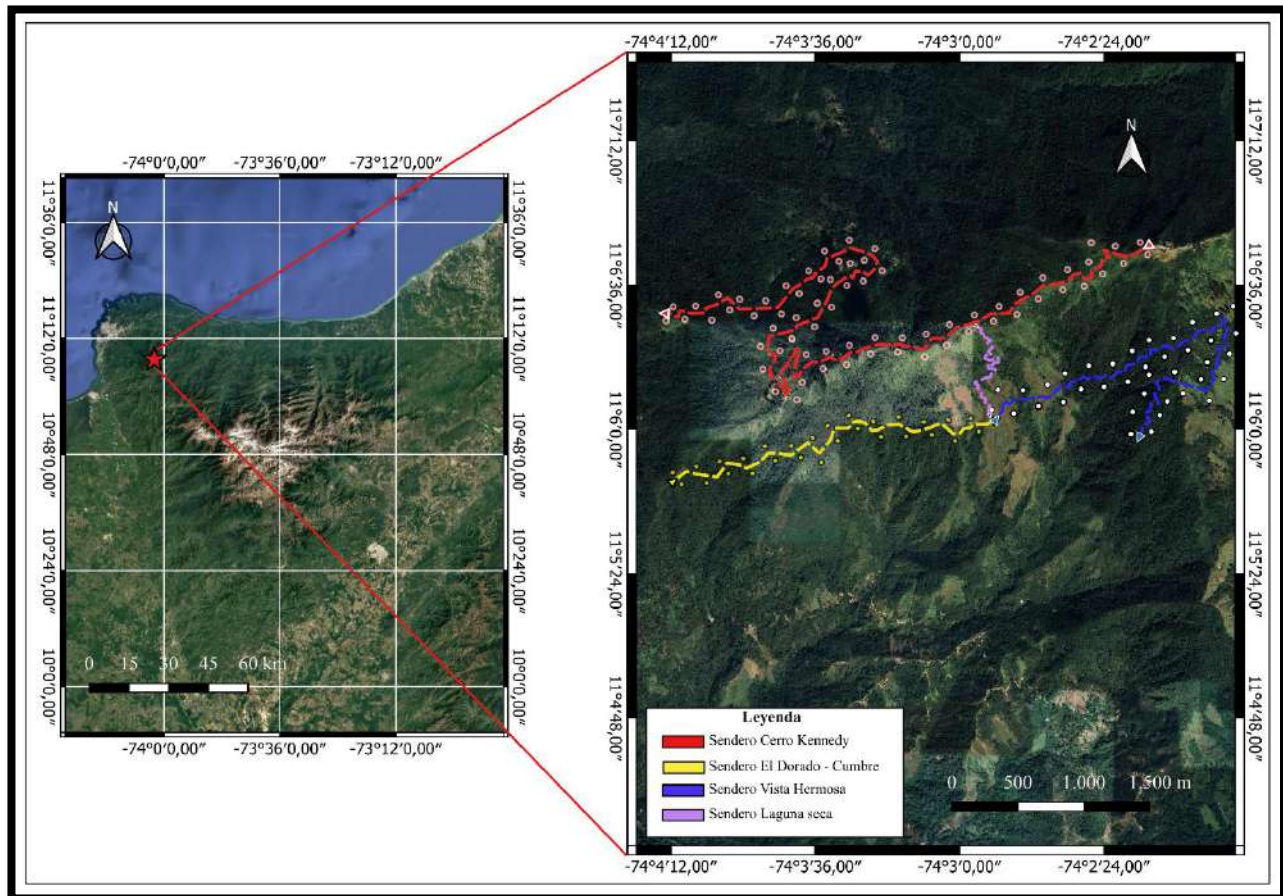 -74°0'0,00" -73°36'0,00" -73°12'0,00"
11°36'0,00"
11°36'0,00"
N
11°12'0,00"
11°12'0,00"
10°48'0,00"
10°48'0,00"
10°24'0,00"
10°24'0,00"
10°0'0,00"
10°0'0,00"
0 15 30 45 60 km
-74°0'0,00" -73°36'0,00" -73°12'0,00"
-74°4'12,00" -74°3'36,00" -74°3'0,00" -74°2'24,00"
11°7'12,00"
11°7'12,00"
N
11°6'36,00"
11°6'36,00"
11°6'0,00"
11°6'0,00"
11°5'24,00"
11°5'24,00"
11°4'48,00"
11°4'48,00"
Leyenda
Sendero Cerro Kennedy
Sendero El Dorado - Cumbre
Sendero Vista Hermosa
Sendero Laguna seca
0 500 1.000 1.500 m
-74°4'12,00" -74°3'36,00" -74°3'0,00" -74°2'24,00"